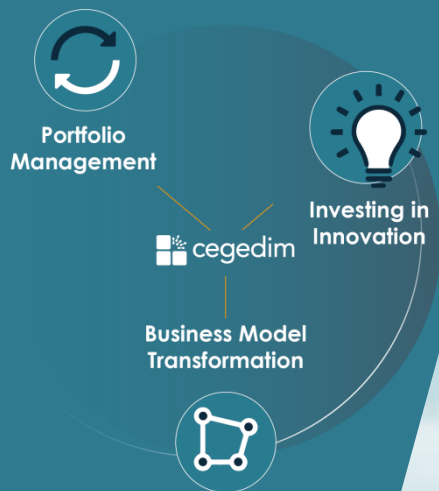 Portfolio
Management
Investing in
Innovation
cegedim
Business Model
Transformation